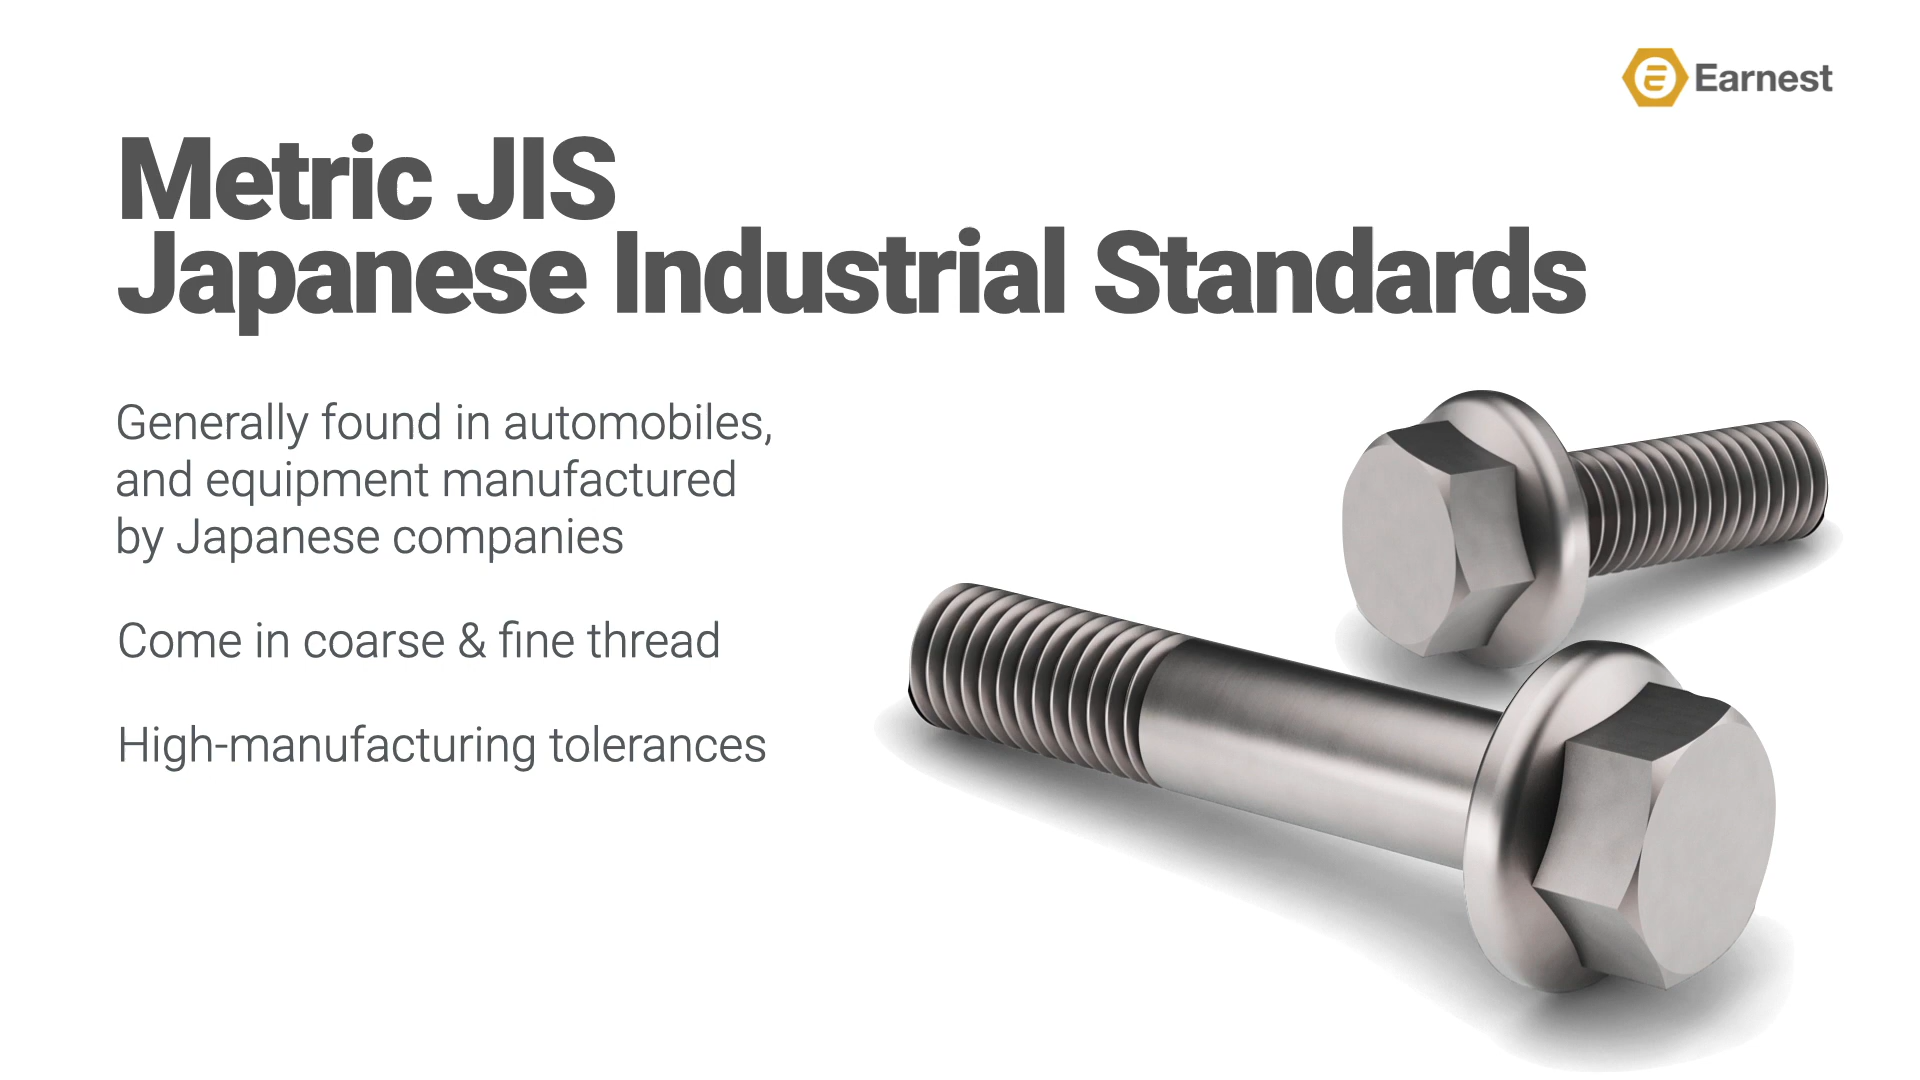 Earnest
Metric JIS
Japanese Industrial Standards
Generally found in automobiles,
and equipment manufactured
by Japanese companies
Come in coarse & fine thread
High-manufacturing tolerances